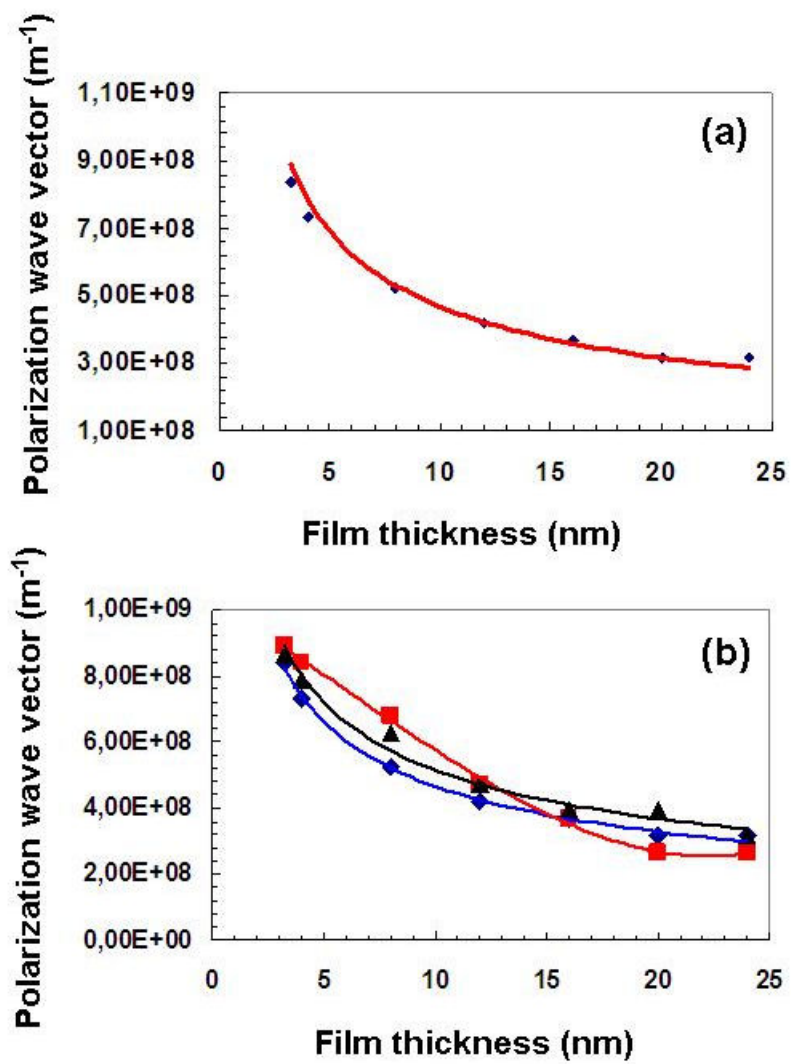 (a)
Polarization wave vector (m⁻¹)
1,10E+09
9,00E+08
7,00E+08
5,00E+08
3,00E+08
1,00E+08
0 5 10 15 20 25
Film thickness (nm)
(b)
Polarization wave vector (m⁻¹)
1,00E+09
8,00E+08
6,00E+08
4,00E+08
2,00E+08
0,00E+00
0 5 10 15 20 25
Film thickness (nm)